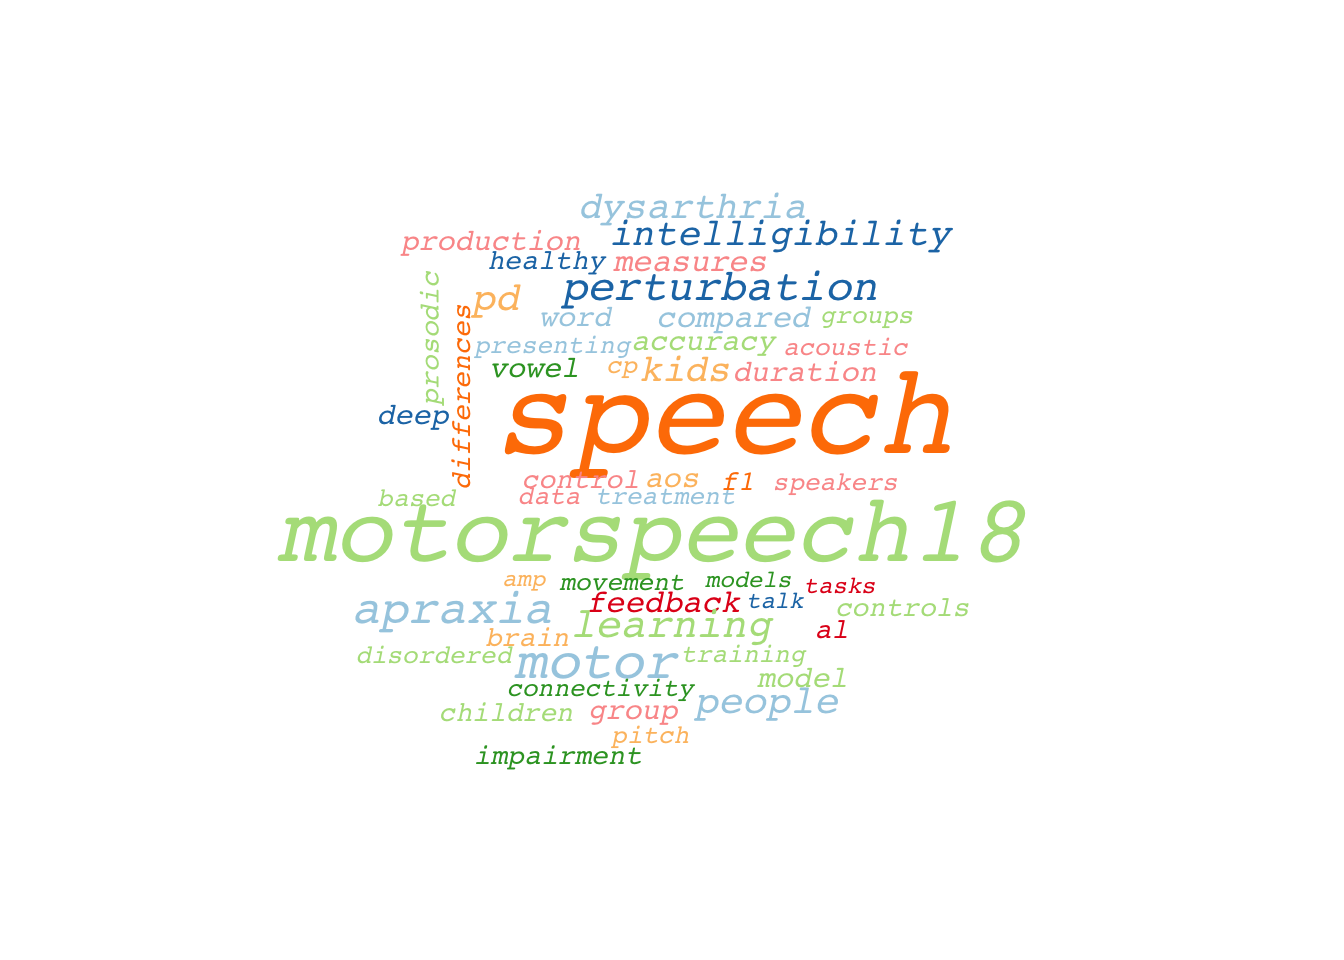 dysarthria
production intelligibility
healthy measures
prosodic
differences
pd perturbation
word compared groups
presenting accuracy acoustic
vowel cp kids duration
deep speech
control aos f1 speakers
based data treatment
motorspeech18
amp movement models tasks
apraxia feedback talk controls
brain learning al
disordered motor training
connectivity model
children group people
pitch
impairment